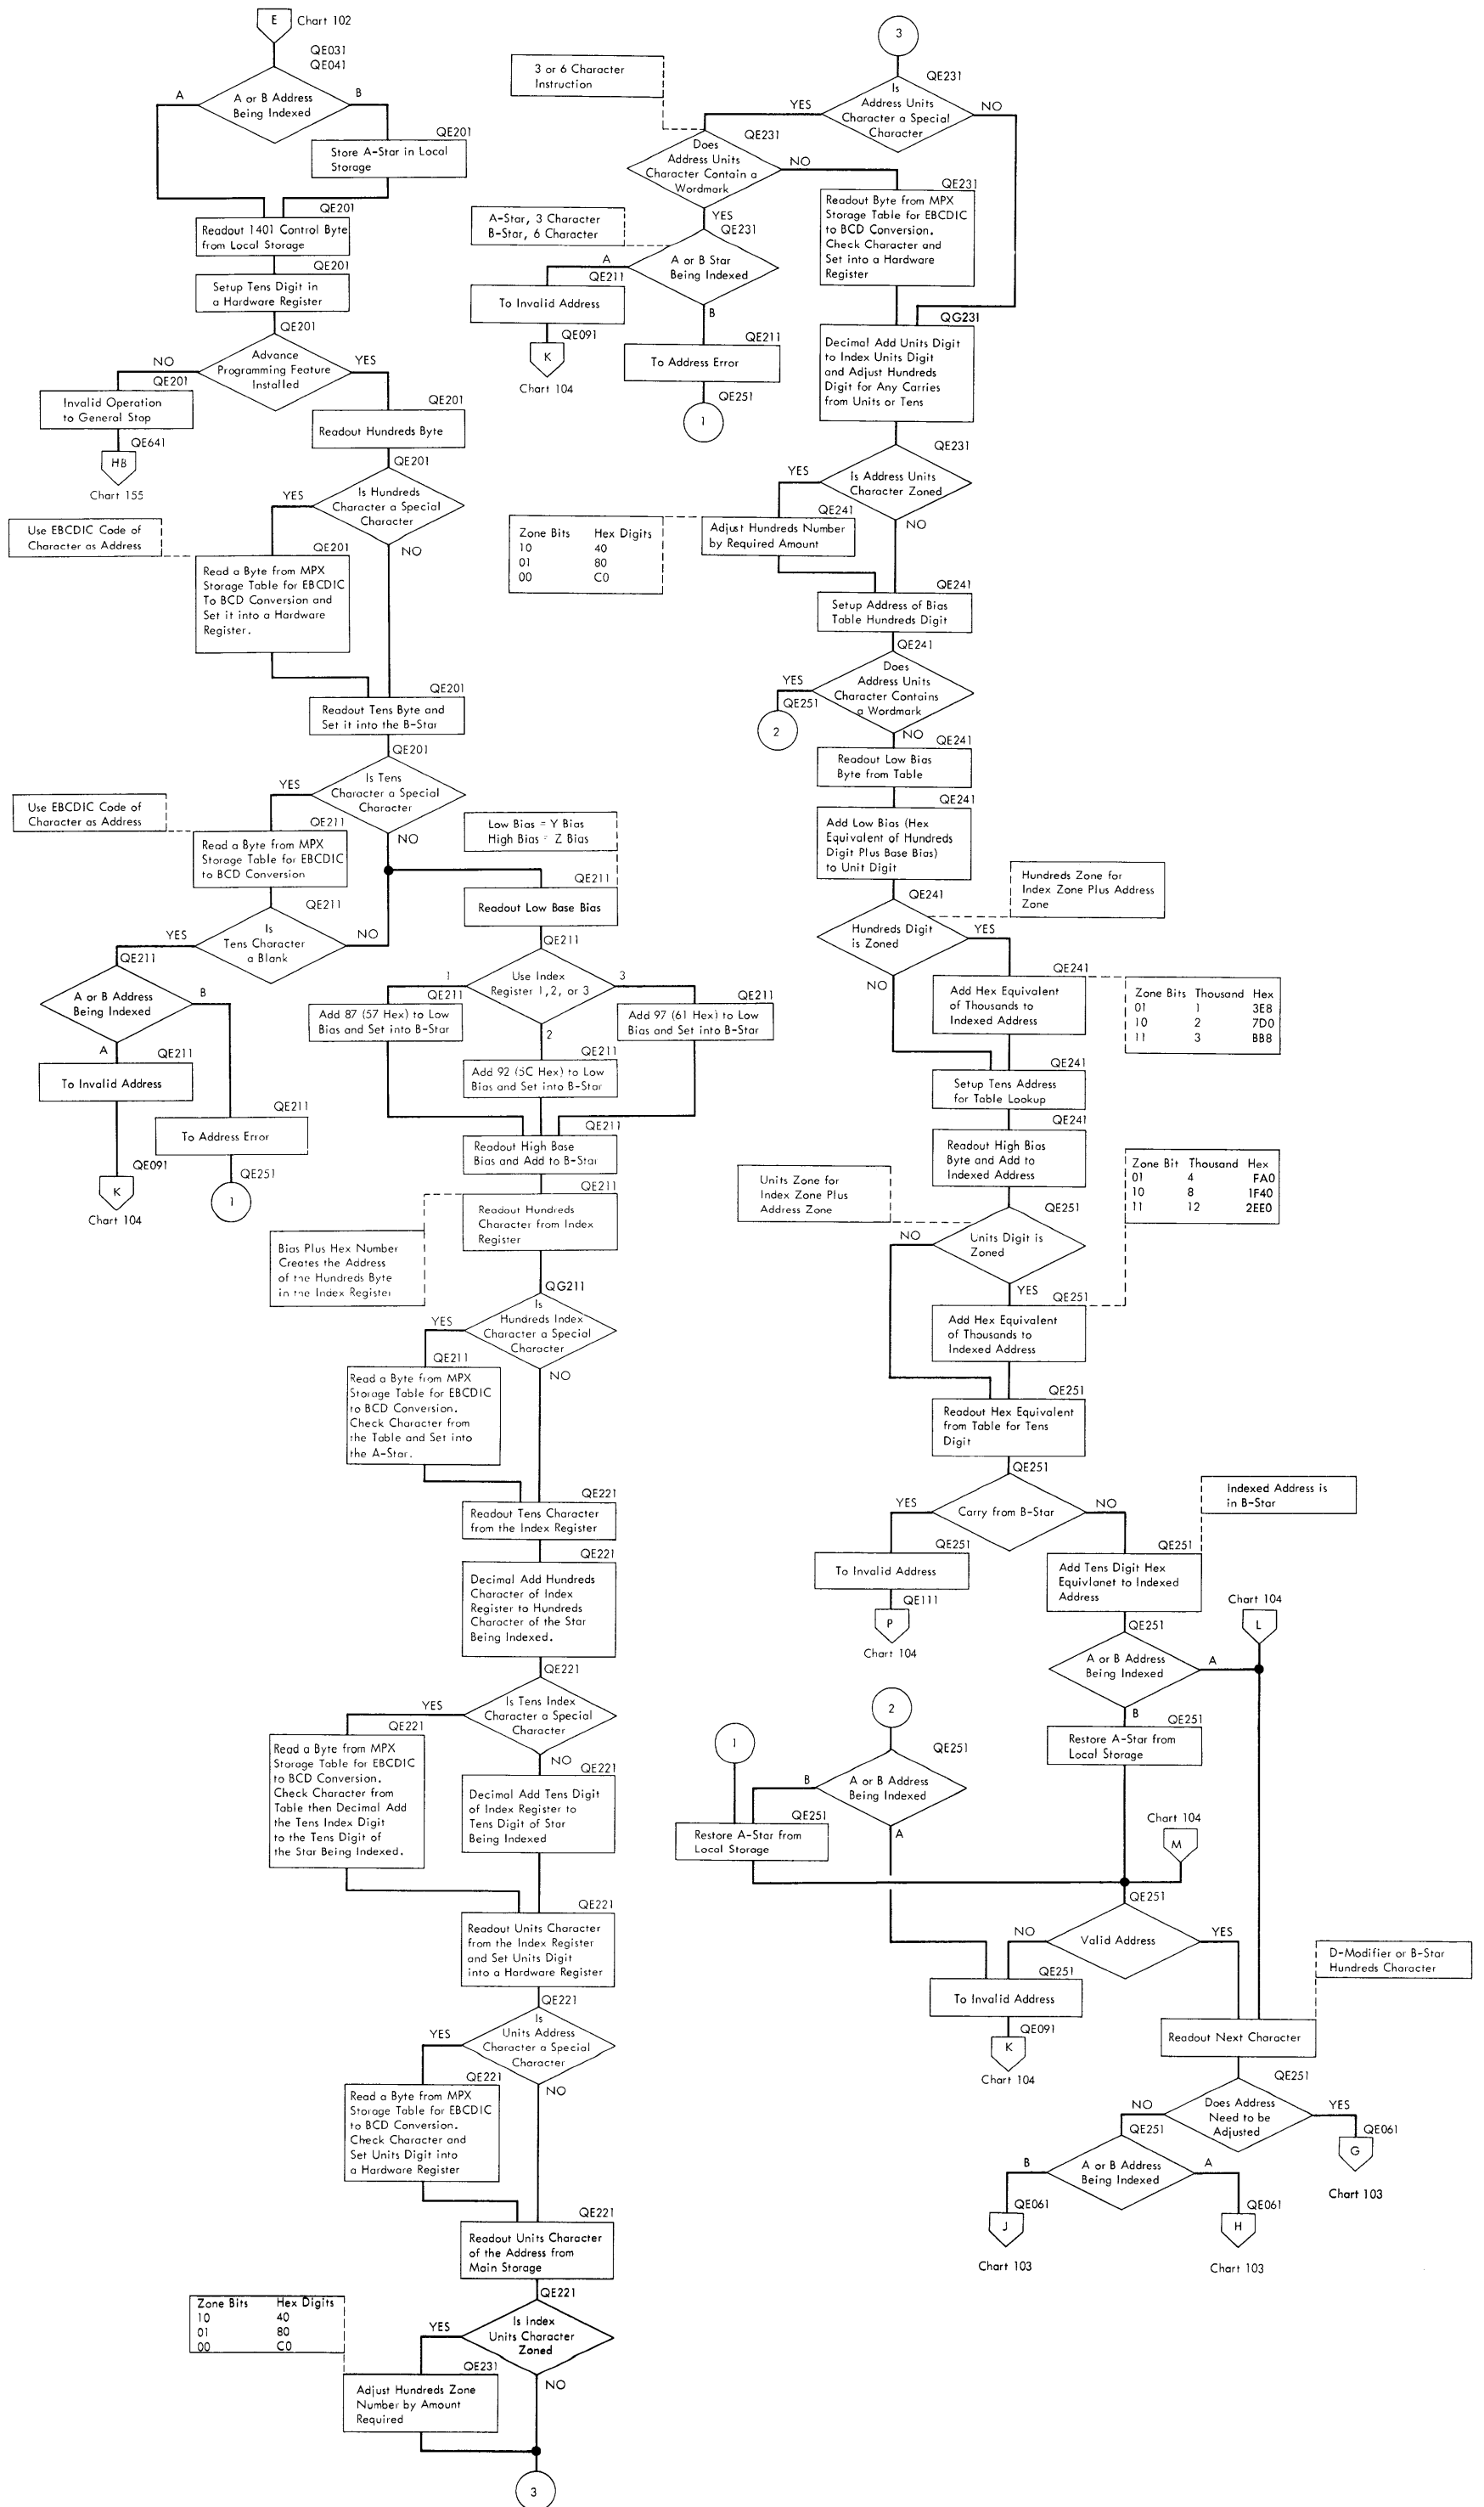 E
Chart 102
QE031
QE041
A or B Address
Being Indexed
A
B
QE201
Store A-Star in Local
Storage
QE201
Readout 1401 Control Byte
from Local Storage
QE201
Setup Tens Digit in
a Hardware Register
QE201
Advance
Programming Feature
Installed
NO
YES
QE201
Invalid Operation
to General Stop
QE641
HB
Chart 155
QE201
Readout Hundreds Byte
QE201
Is Hundreds
Character a Special
Character
YES
NO
Use EBCDIC Code of
Character as Address
QE201
Read a Byte from MPX
Storage Table for EBCDIC
To BCD Conversion and
Set it into a Hardware
Register.
QE201
Readout Tens Byte and
Set it into the B-Star
QE201
Is Tens
Character a Special
Character
YES
NO
Use EBCDIC Code of
Character as Address
QE211
Read a Byte from MPX
Storage Table for EBCDIC
to BCD Conversion
QE211
Is
Tens Character
a Blank
YES
NO
QE211
A or B Address
Being Indexed
B
A
QE211
To Invalid Address
QE211
To Address Error
QE091
K
Chart 104
QE251
1
Low Bias = Y Bias
High Bias = Z Bias
QE211
Readout Low Base Bias
QE211
Use Index
Register 1,2, or 3
1
3
2
QE211
Add 87 (57 Hex) to Low
Bias and Set into B-Star
QE211
Add 97 (61 Hex) to Low
Bias and Set into B-Star
QE211
Add 92 (5C Hex) to Low
Bias and Set into B-Star
QE211
Readout High Base
Bias and Add to B-Star
QE211
Readout Hundreds
Character from Index
Register
Bias Plus Hex Number
Creates the Address
of the Hundreds Byte
in the Index Register
QG211
Is
Hundreds Index
Character a Special
Character
YES
NO
QE211
Read a Byte from MPX
Storage Table for EBCDIC
to BCD Conversion.
Check Character from
the Table and Set into
the A-Star.
QE221
Readout Tens Character
from the Index Register
QE221
Decimal Add Hundreds
Character of Index
Register to Hundreds
Character of the Star
Being Indexed.
QE221
Is Tens Index
Character a Special
Character
YES
NO
QE221
Read a Byte from MPX
Storage Table for EBCDIC
to BCD Conversion.
Check Character from
Table then Decimal Add
the Tens Index Digit
to the Tens Digit of
the Star Being Indexed.
QE221
Decimal Add Tens Digit
of Index Register to
Tens Digit of Star
Being Indexed
QE221
Readout Units Character
from the Index Register
and Set Units Digit
into a Hardware Register
QE221
Is
Units Address
Character a Special
Character
YES
NO
QE221
Read a Byte from MPX
Storage Table for EBCDIC
to BCD Conversion.
Check Character and
Set Units Digit into
a Hardware Register
QE221
Readout Units Character
of the Address from
Main Storage
QE221
Is Index
Units Character
Zoned
YES
NO
Zone Bits Hex Digits
10 40
01 80
00 C0
QE231
Adjust Hundreds Zone
Number by Amount
Required
3
3
QE231
Is
Address Units
Character a Special
Character
YES
NO
3 or 6 Character
Instruction
QE231
Does
Address Units
Character Contain a
Wordmark
NO
YES
QE231
Readout Byte from MPX
Storage Table for EBCDIC
to BCD Conversion.
Check Character and
Set into a Hardware
Register
A-Star, 3 Character
B-Star, 6 Character
QE231
A or B Star
Being Indexed
A
B
QE211
To Invalid Address
QE091
K
Chart 104
QE211
To Address Error
QE251
1
QG231
Decimal Add Units Digit
to Index Units Digit
and Adjust Hundreds
Digit for Any Carries
from Units or Tens
QE231
Is Address Units
Character Zoned
YES
NO
Zone Bits Hex Digits
10 40
01 80
00 C0
QE241
Adjust Hundreds Number
by Required Amount
QE241
Setup Address of Bias
Table Hundreds Digit
QE241
Does
Address Units
Character Contains
a Wordmark
YES
QE251
2
NO
QE241
Readout Low Bias
Byte from Table
QE241
Add Low Bias (Hex
Equivalent of Hundreds
Digit Plus Base Bias)
to Unit Digit
QE241
Hundreds Digit
is Zoned
YES
NO
Hundreds Zone for
Index Zone Plus Address
Zone
QE241
Add Hex Equivalent
of Thousands to
Indexed Address
Zone Bits Thousand Hex
01 1 3E8
10 2 7D0
11 3 BB8
QE241
Setup Tens Address
for Table Lookup
QE241
Readout High Bias
Byte and Add to
Indexed Address
Units Zone for
Index Zone Plus
Address Zone
QE251
Units Digit is
Zoned
NO
YES
Zone Bit Thousand Hex
01 4 FA0
10 8 1F40
11 12 2EE0
QE251
Add Hex Equivalent
of Thousands to
Indexed Address
QE251
Readout Hex Equivalent
from Table for Tens
Digit
QE251
Carry from B-Star
YES
NO
Indexed Address is
in B-Star
QE251
To Invalid Address
QE111
P
Chart 104
QE251
Add Tens Digit Hex
Equivlanet to Indexed
Address
QE251
A or B Address
Being Indexed
A
B
Chart 104
L
QE251
Restore A-Star from
Local Storage
1
2
QE251
A or B Address
Being Indexed
B
A
QE251
Restore A-Star from
Local Storage
Chart 104
M
QE251
Valid Address
NO
YES
QE251
To Invalid Address
QE091
K
Chart 104
D-Modifier or B-Star
Hundreds Character
Readout Next Character
QE251
Does Address
Need to be
Adjusted
NO
YES
QE061
G
Chart 103
QE251
A or B Address
Being Indexed
B
A
QE061
J
Chart 103
QE061
H
Chart 103